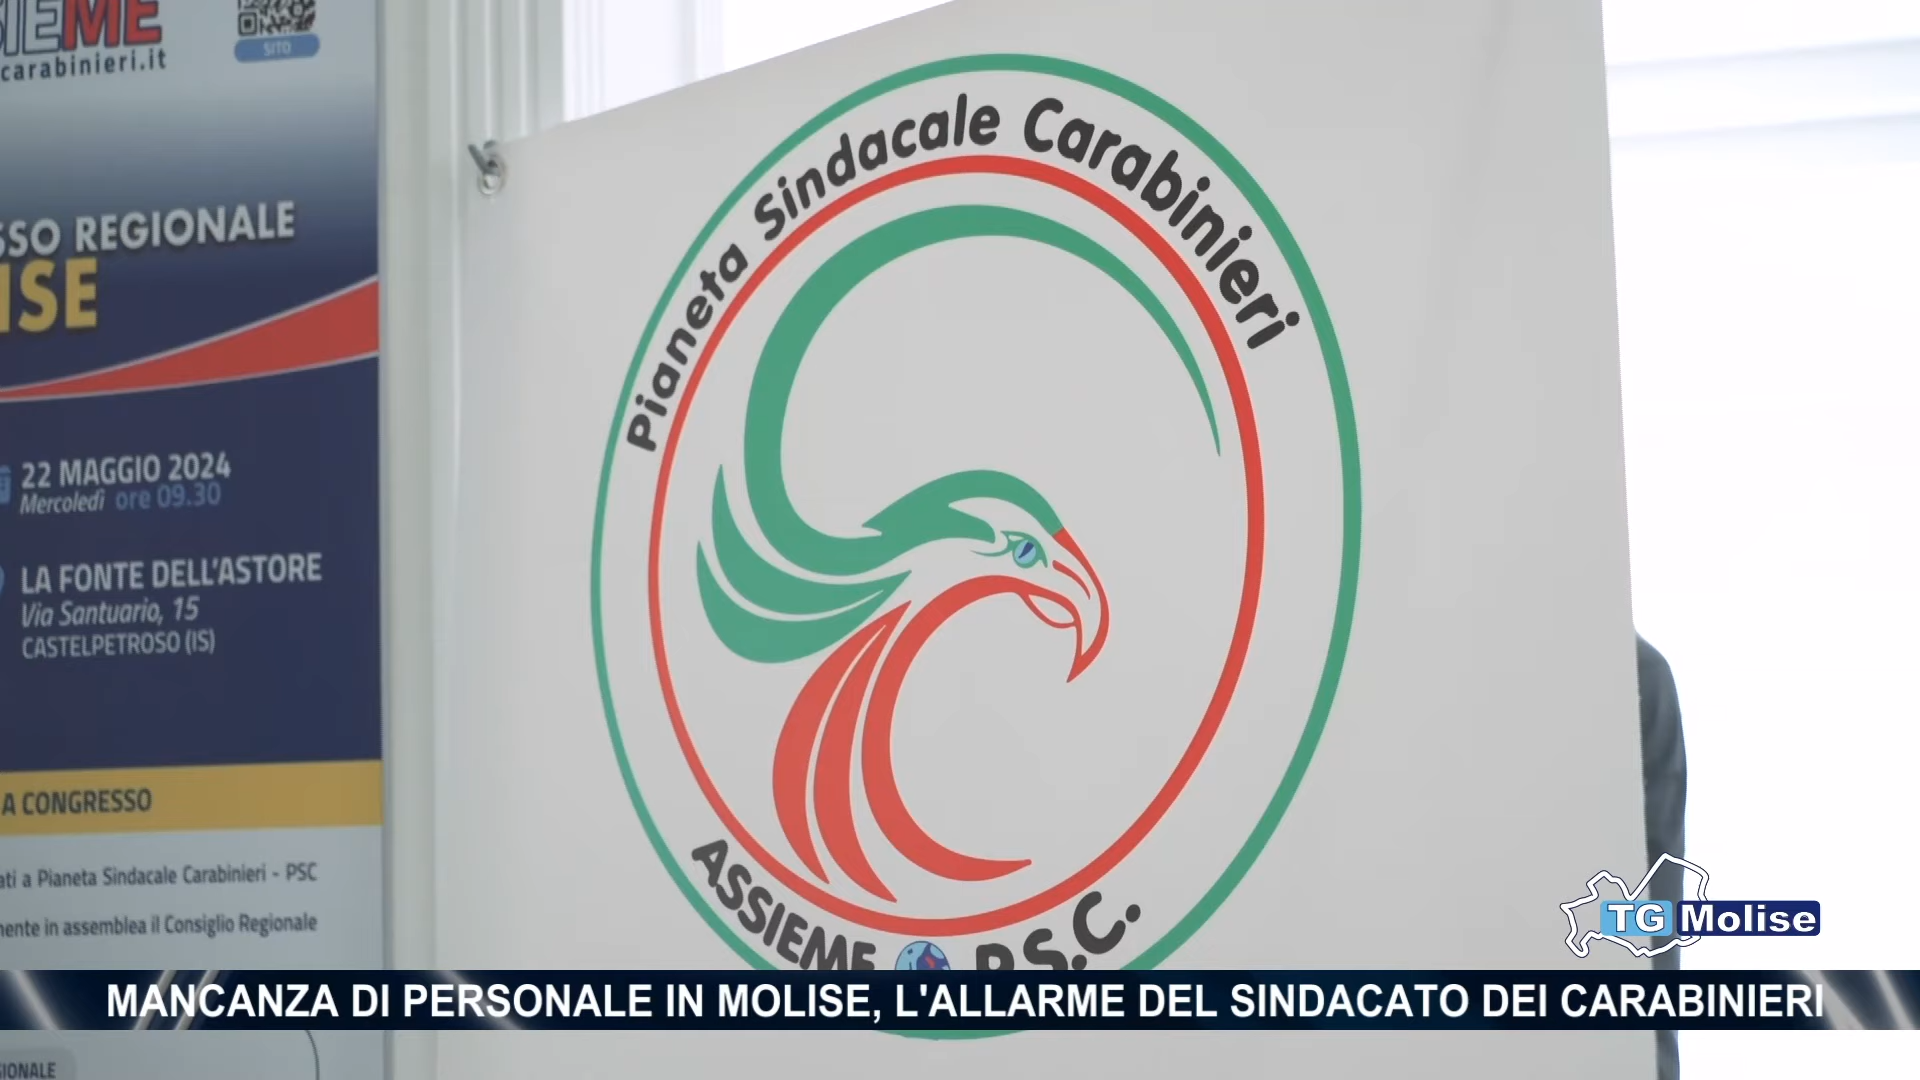 SIEME
carabinieri.it
SITO
SSO REGIONALE
ISE
22 MAGGIO 2024
Mercoledì ore 09.30
LA FONTE DELL'ASTORE
Via Santuario, 15
CASTELPETROSO (IS)
A CONGRESSO
ati a Pianeta Sindacale Carabinieri - PSC
mente in assemblea il Consiglio Regionale
GIONALE
Pianeta Sindacale Carabinieri
ASSIEME P.S.C.
TG Molise
MANCANZA DI PERSONALE IN MOLISE, L'ALLARME DEL SINDACATO DEI CARABINIERI